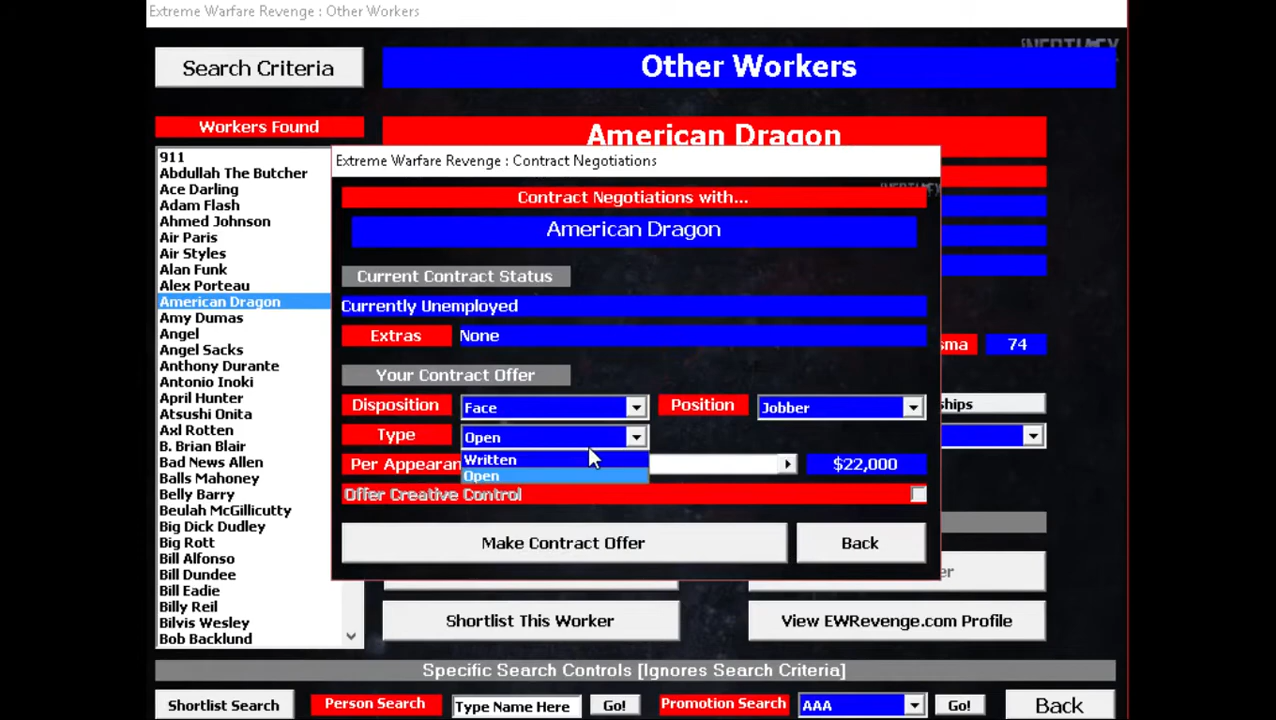 Extreme Warfare Revenge : Other Workers
Search Criteria
Other Workers
Workers Found
American Dragon
911
Abdullah The Butcher
Ace Darling
Adam Flash
Ahmed Johnson
Air Paris
Air Styles
Alan Funk
Alex Porteau
American Dragon
Amy Dumas
Angel
Angel Sacks
Anthony Durante
Antonio Inoki
April Hunter
Atsushi Onita
Axl Rotten
B. Brian Blair
Bad News Allen
Balls Mahoney
Belly Barry
Beulah McGillicutty
Big Dick Dudley
Big Rott
Bill Alfonso
Bill Dundee
Bill Eadie
Billy Reil
Bilvis Wesley
Bob Backlund
Extreme Warfare Revenge : Contract Negotiations
Contract Negotiations with...
American Dragon
Current Contract Status
Currently Unemployed
Extras None
Your Contract Offer
Disposition Face Position Jobber
Type Open
Written
Open
Per Appearan $22,000
Offer Creative Control
Make Contract Offer Back
sma 74
ships
er
Shortlist This Worker View EWRevenge.com Profile
Specific Search Controls [Ignores Search Criteria]
Shortlist Search Person Search Type Name Here Go! Promotion Search AAA Go! Back